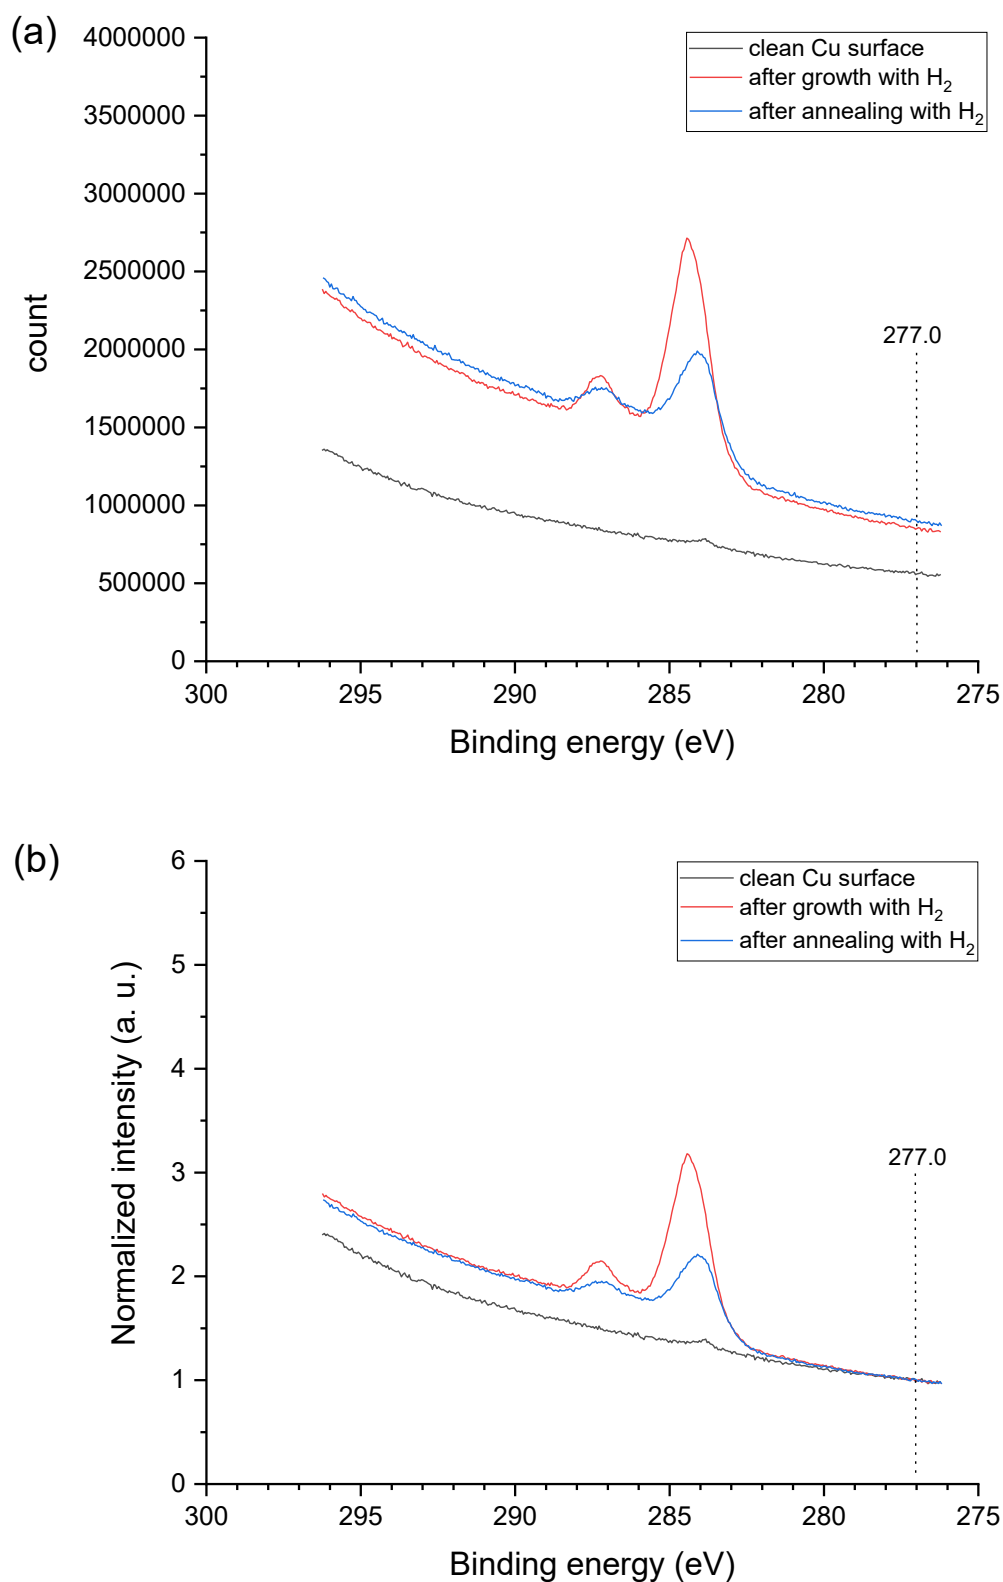 (a)
4000000
3500000
3000000
2500000
2000000
1500000
1000000
500000
0
count
clean Cu surface
after growth with H₂
after annealing with H₂
277.0
300 295 290 285 280 275
Binding energy (eV)
(b)
6
5
4
3
2
1
0
Normalized intensity (a. u.)
clean Cu surface
after growth with H₂
after annealing with H₂
277.0
300 295 290 285 280 275
Binding energy (eV)